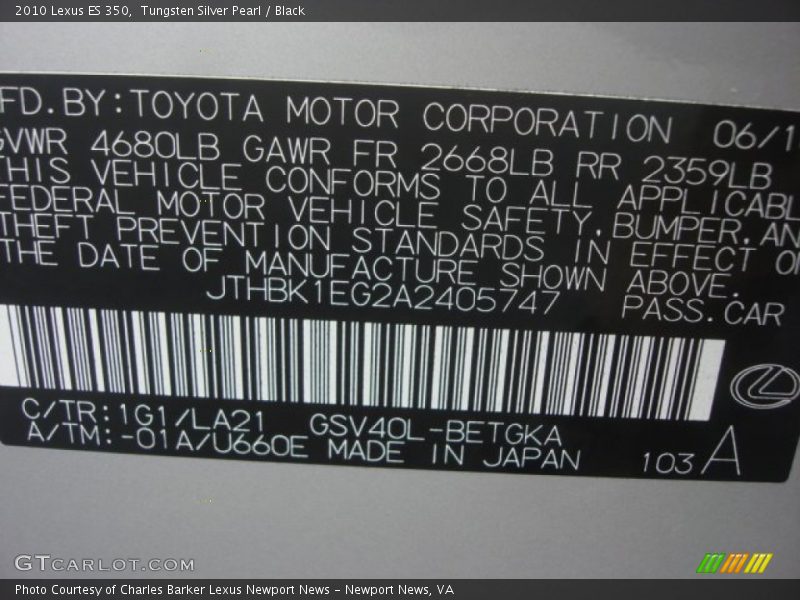 2010 Lexus ES 350,  Tungsten Silver Pearl / Black
FD.BY:TOYOTA MOTOR CORPORATION 06/1
GVWR 4680LB GAWR FR 2668LB RR 2359LB
THIS VEHICLE CONFORMS TO ALL APPLICABL
FEDERAL MOTOR VEHICLE SAFETY,BUMPER,AN
THEFT PREVENTION STANDARDS IN EFFECT O
THE DATE OF MANUFACTURE SHOWN ABOVE.
JTHBK1EG2A2405747 PASS.CAR
C/TR:1G1/LA21 GSV40L-BETGKA
A/TM:-01A/U660E MADE IN JAPAN 103 A
GTCARLOT.COM
Photo Courtesy of Charles Barker Lexus Newport News – Newport News, VA